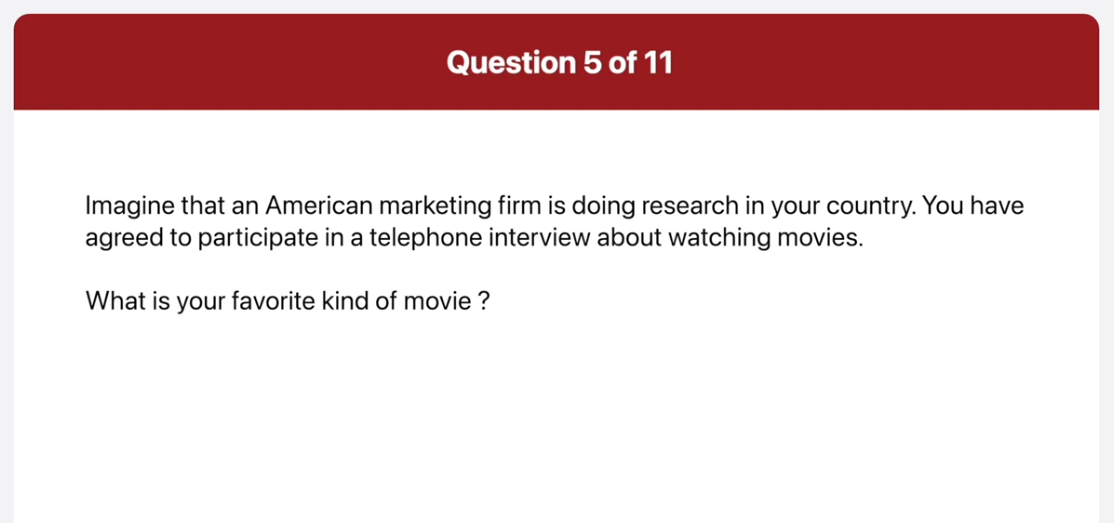 Question 5 of 11
Imagine that an American marketing firm is doing research in your country. You have
agreed to participate in a telephone interview about watching movies.
What is your favorite kind of movie ?